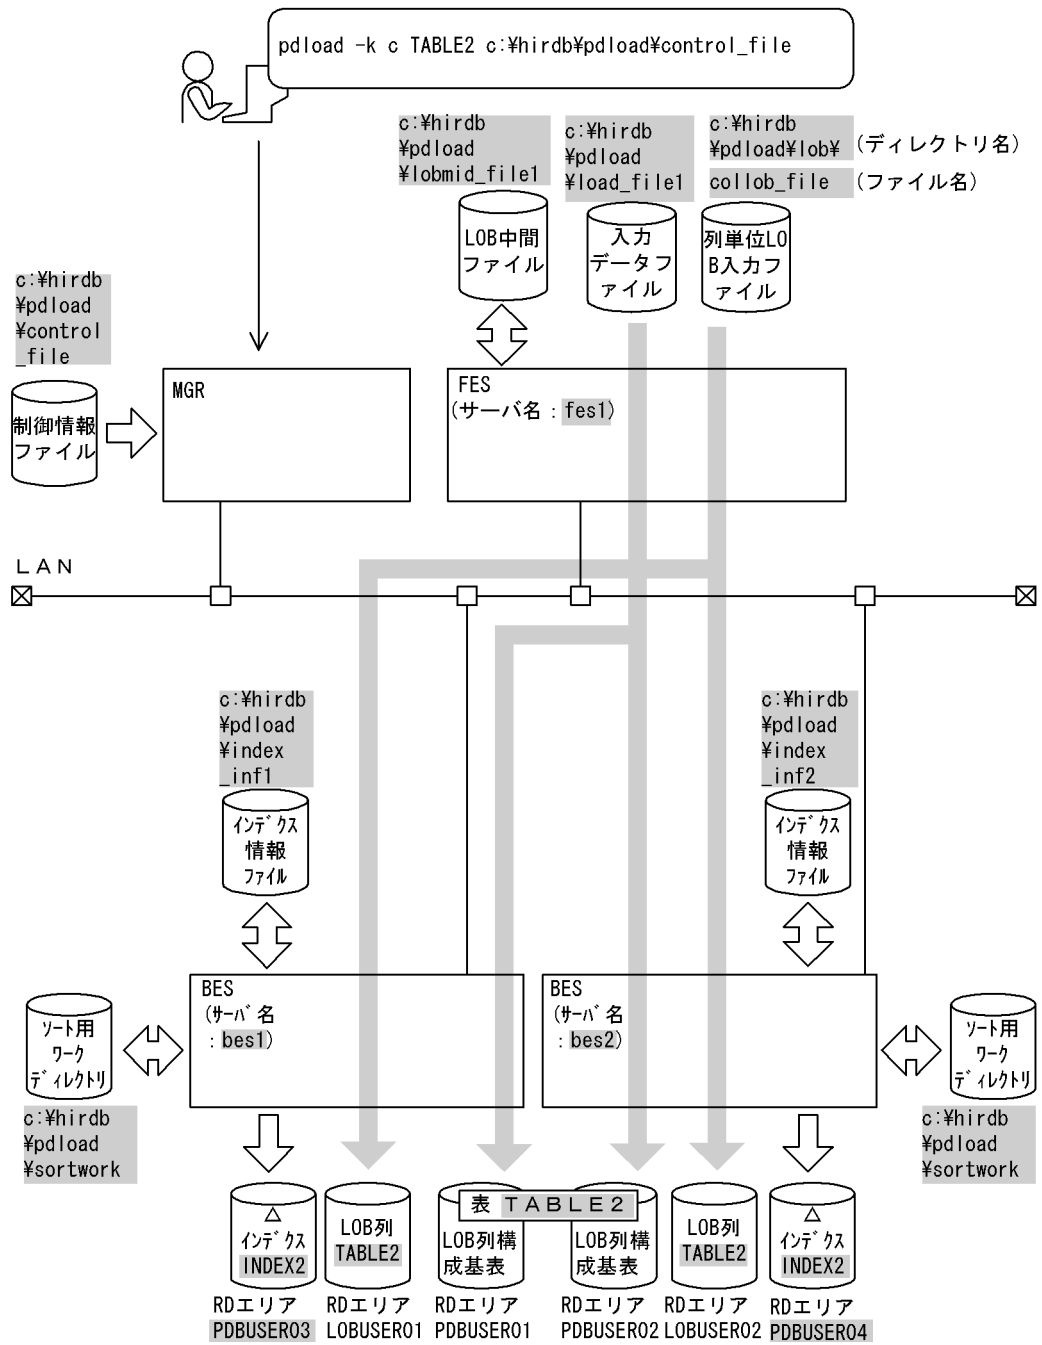 pdload -k c TABLE2 c:¥hirdb¥pdload¥control_file
c:¥hirdb
¥pdload
¥lobmid_file1
c:¥hirdb
¥pdload
¥load_file1
c:¥hirdb
¥pdload¥lob¥ (ディレクトリ名)
collob_file (ファイル名)
LOB中間
ファイル
入力
データフ
ァイル
列単位LO
B入力フ
ァイル
c:¥hirdb
¥pdload
¥control
_file
制御情報
ファイル
MGR
FES
(サーバ名:fes1)
LAN
c:¥hirdb
¥pdload
¥index
_inf1
インデクス
情報
ファイル
c:¥hirdb
¥pdload
¥index
_inf2
インデクス
情報
ファイル
BES
(サーバ名
:bes1)
BES
(サーバ名
:bes2)
ソート用
ワーク
ディレクトリ
c:¥hirdb
¥pdload
¥sortwork
ソート用
ワーク
ディレクトリ
c:¥hirdb
¥pdload
¥sortwork
表 TABLE2
インデクス
INDEX2
LOB列
TABLE2
LOB列構
成基表
LOB列構
成基表
LOB列
TABLE2
インデクス
INDEX2
RDエリア
PDBUSER03
RDエリア
LOBUSER01
RDエリア
PDBUSER01
RDエリア
PDBUSER02
RDエリア
LOBUSER02
RDエリア
PDBUSER04